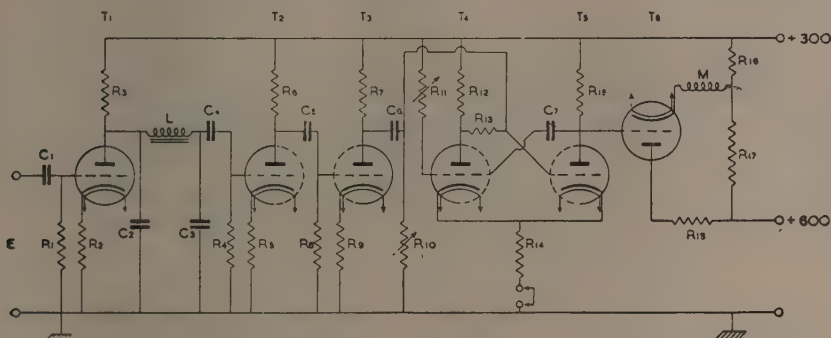 T1 T2 T3 T4 T5 T6
+ 300
R3 R6 R7 R11 R12 R15 M R16
L C4 C5 C6 R13 C7 R17
C1
+ 600
E R1 R2 C2 C3 R4 R5 R8 R9 R10 R14 R18